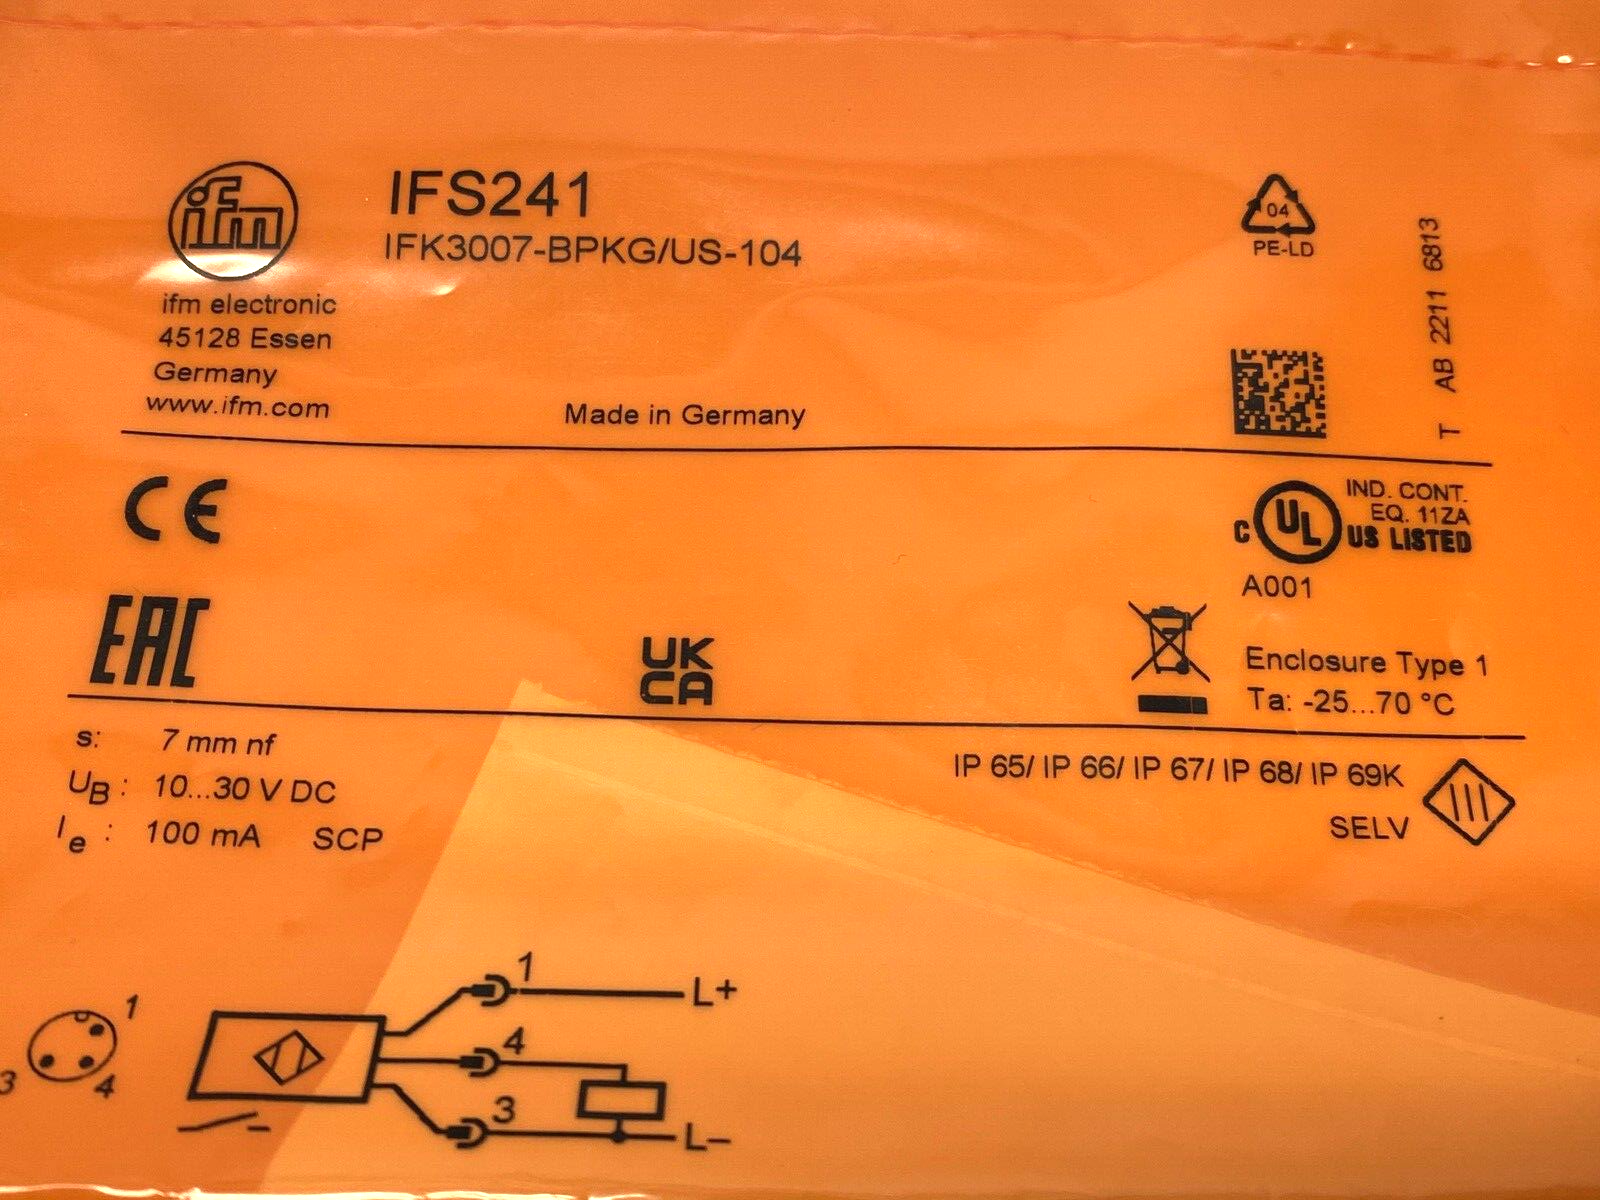 ifm
IFS241
IFK3007-BPKG/US-104
ifm electronic
45128 Essen
Germany
www.ifm.com
Made in Germany
04
PE-LD
T AB 2211 6813
CE
C UL US LISTED
IND. CONT.
EQ. 11ZA
A001
EAC
UK
CA
Enclosure Type 1
Ta: -25...70 °C
s: 7 mm nf
UB: 10...30 V DC
Ie: 100 mA SCP
IP 65/ IP 66/ IP 67/ IP 68/ IP 69K
SELV
III
1
3
4
1 L+
4
3 L-